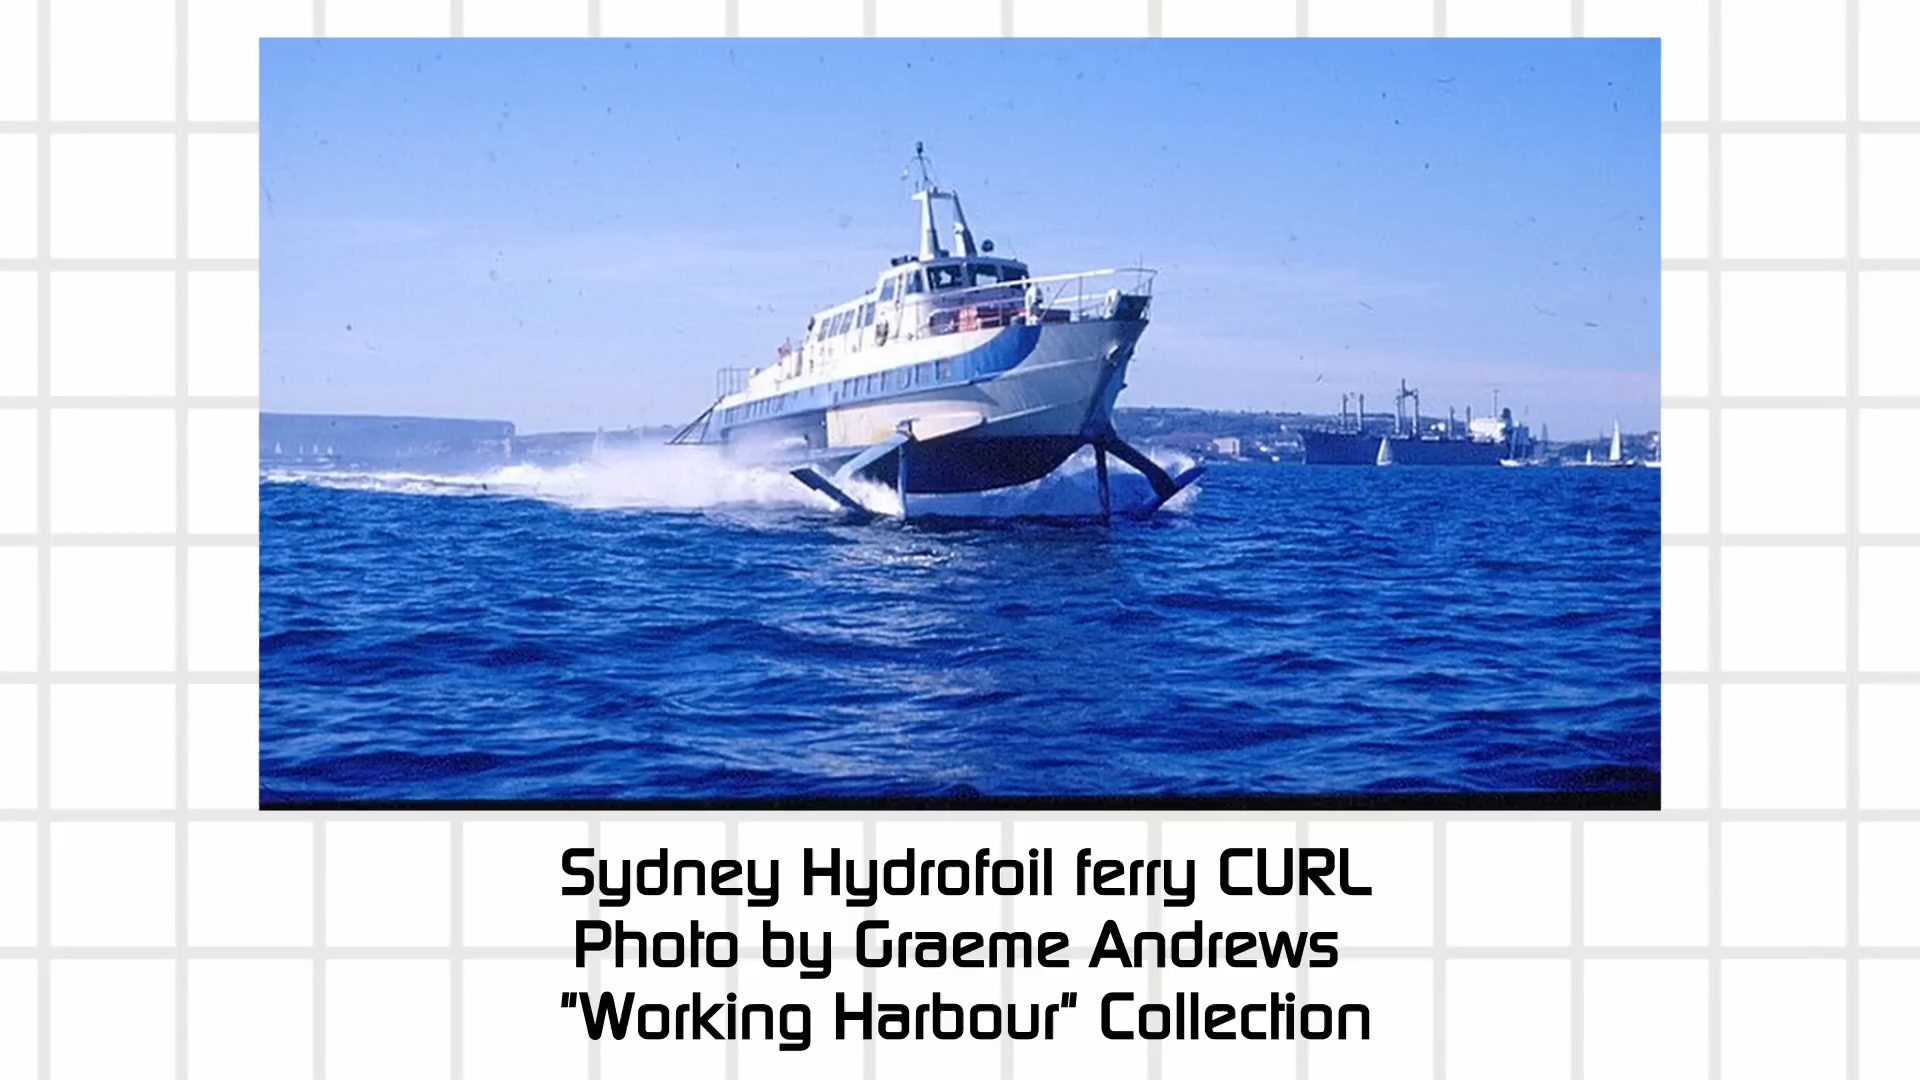 Sydney Hydrofoil ferry CURL
Photo by Graeme Andrews
"Working Harbour" Collection